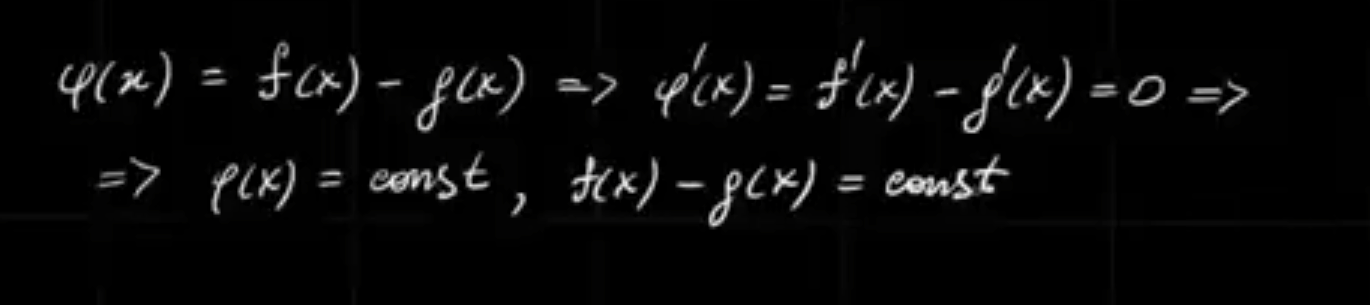 φ(x) = f(x) - g(x) => φ'(x) = f'(x) - g'(x) = 0 =>
=> φ(x) = const, f(x) - g(x) = const